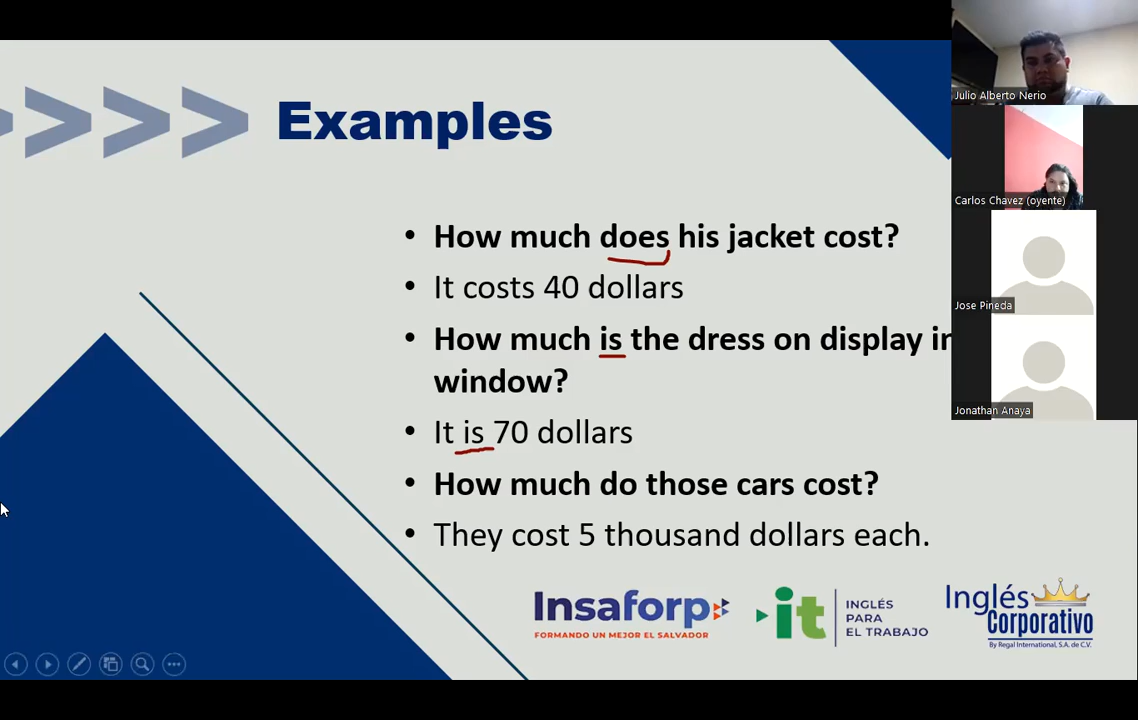 Examples
How much does his jacket cost?
It costs 40 dollars
How much is the dress on display in
window?
It is 70 dollars
How much do those cars cost?
They cost 5 thousand dollars each.
Insaforp
FORMANDO UN MEJOR EL SALVADOR
it
INGLÉS
PARA
EL TRABAJO
Inglés
Corporativo
By Regal International, S.A. de C.V.
Julio Alberto Nerio
Carlos Chavez (oyente)
Jose Pineda
Jonathan Anaya